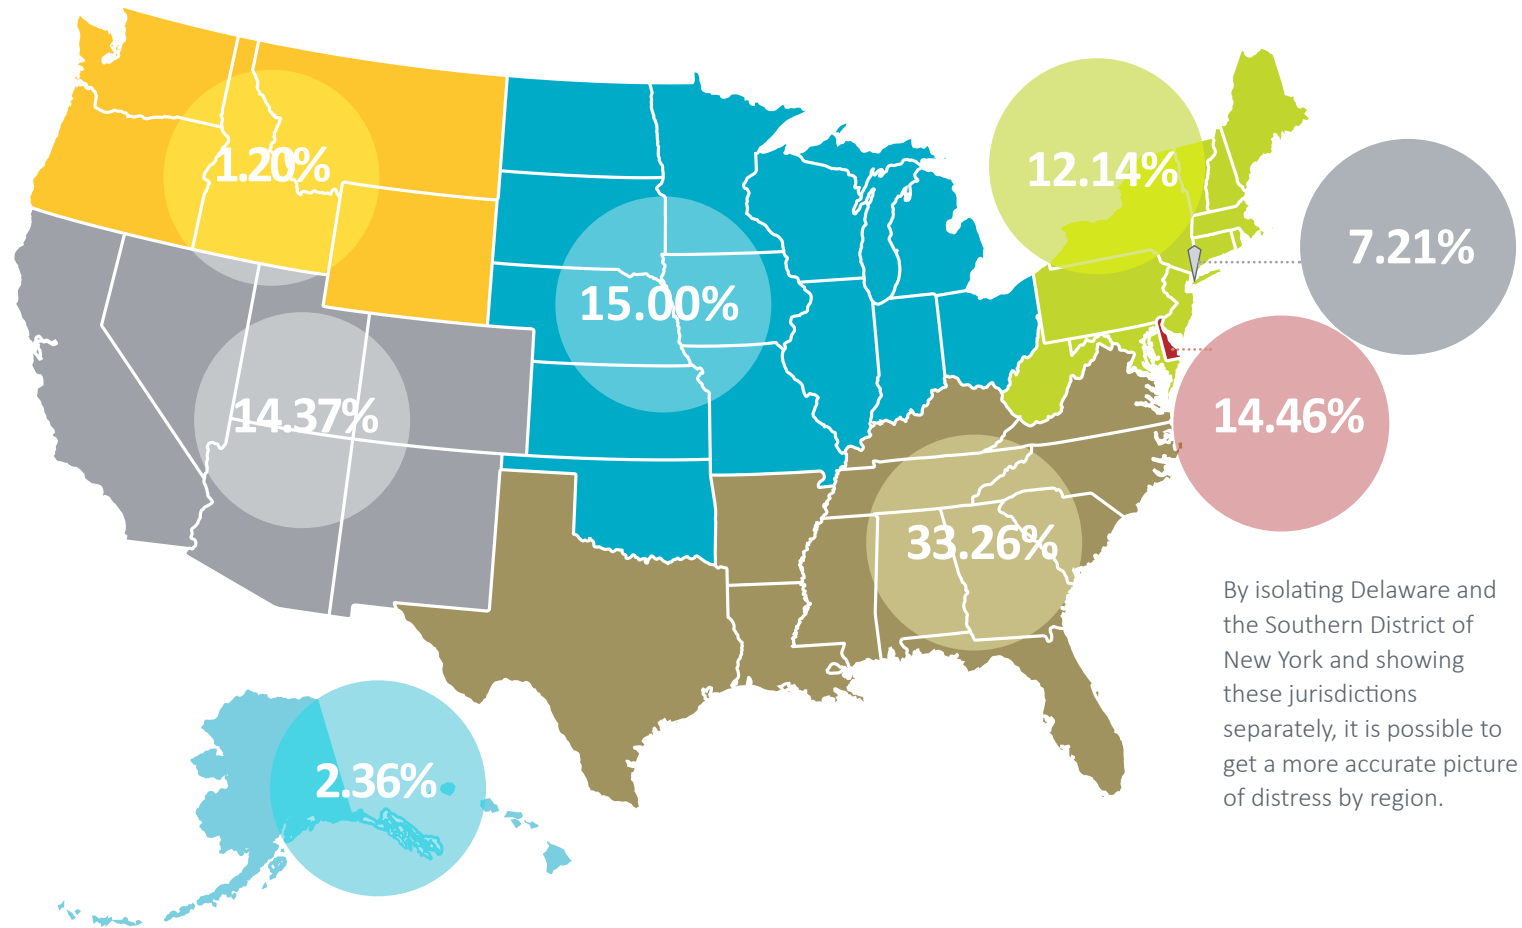 1.20%
12.14%
7.21%
15.00%
14.37%
14.46%
33.26%
2.36%
By isolating Delaware and
the Southern District of
New York and showing
these jurisdictions
separately, it is possible to
get a more accurate picture
of distress by region.